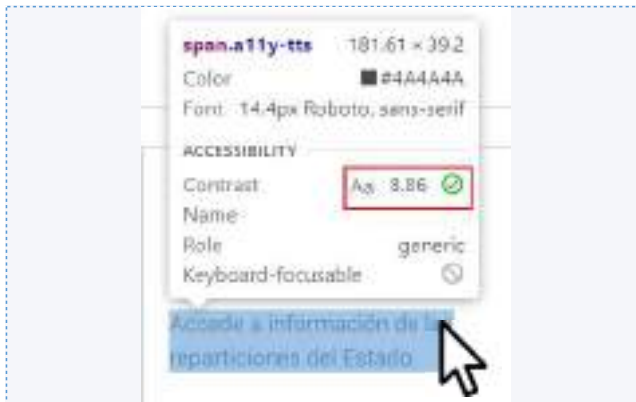 span.a11y-tts 181.61 × 39.2
Color #4A4A4A
Font 14.4px Roboto, sans-serif
ACCESSIBILITY
Contrast Aa 8.86
Name
Role generic
Keyboard-focusable
Accede a información de las
reparticiones del Estado